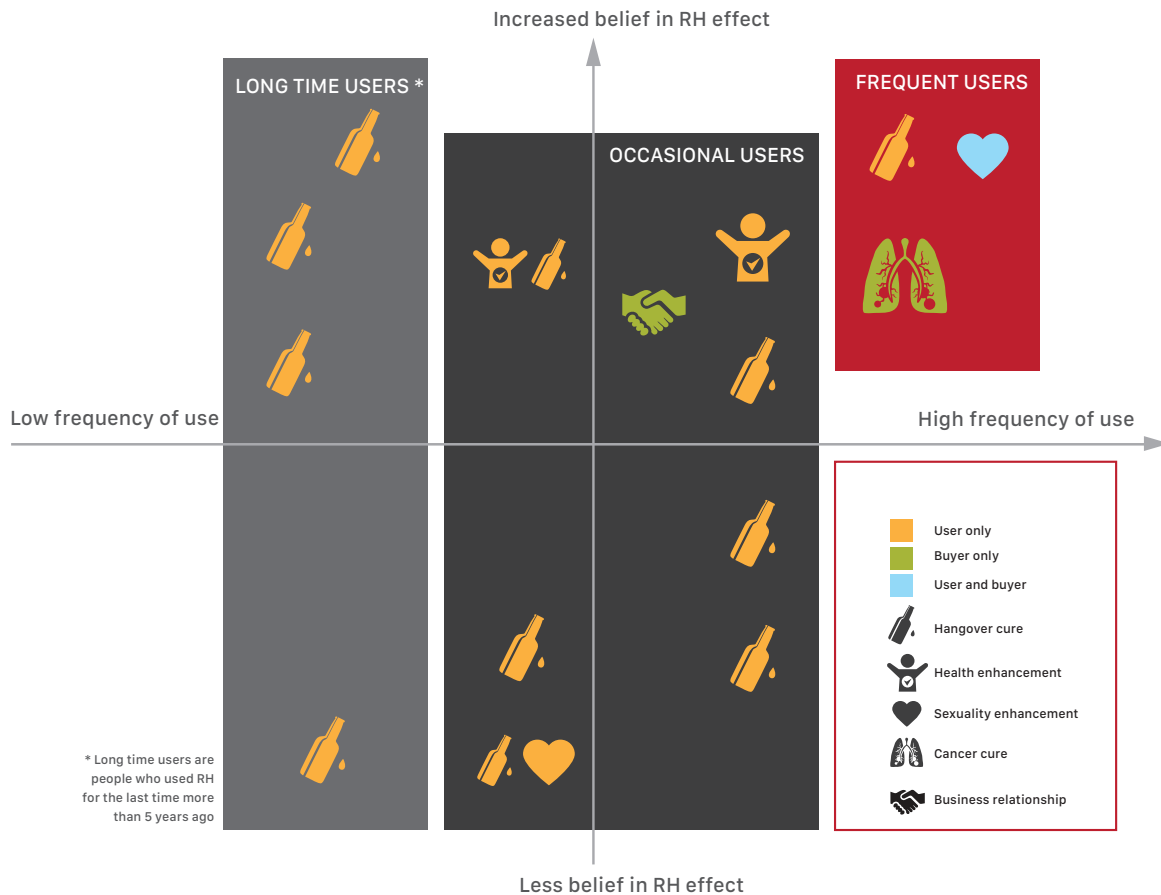 Increased belief in RH effect
LONG TIME USERS *
FREQUENT USERS
OCCASIONAL USERS
Low frequency of use
High frequency of use
User only
Buyer only
User and buyer
Hangover cure
Health enhancement
Sexuality enhancement
Cancer cure
Business relationship
* Long time users are
people who used RH
for the last time more
than 5 years ago
Less belief in RH effect